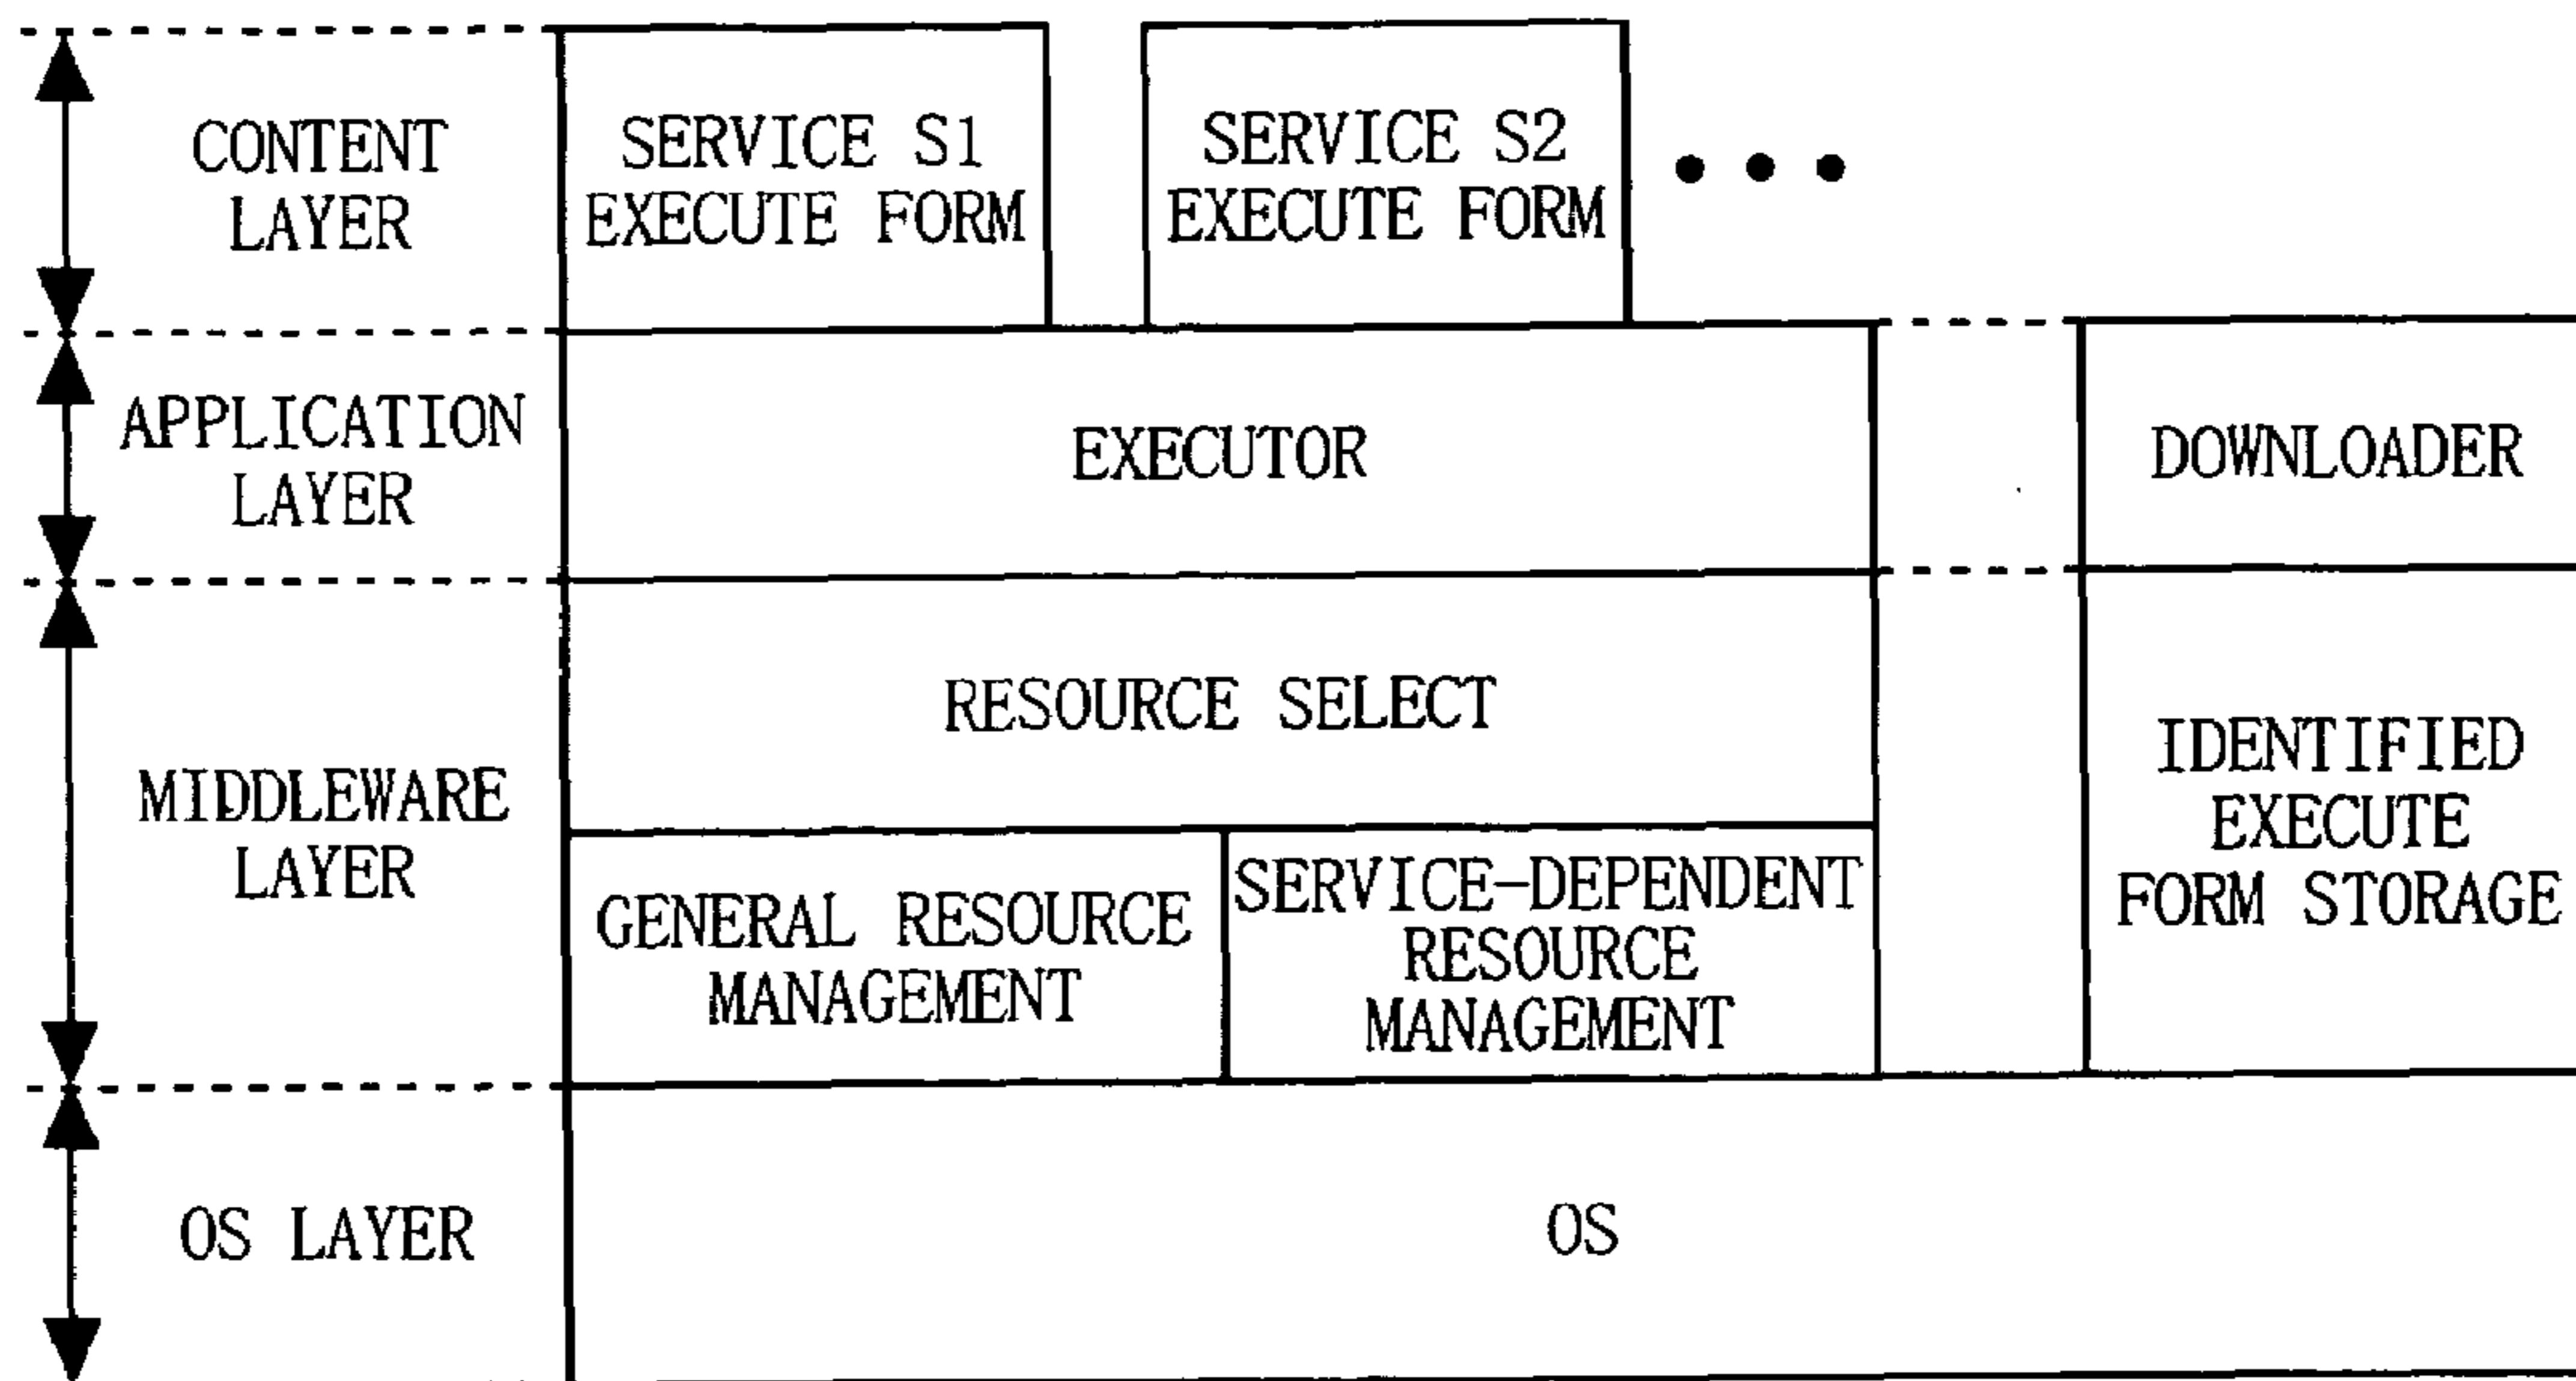 CONTENT
LAYER
SERVICE S1
EXECUTE FORM
SERVICE S2
EXECUTE FORM
• • •
APPLICATION
LAYER
EXECUTOR
DOWNLOADER
MIDDLEWARE
LAYER
RESOURCE SELECT
GENERAL RESOURCE
MANAGEMENT
SERVICE-DEPENDENT
RESOURCE
MANAGEMENT
IDENTIFIED
EXECUTE
FORM STORAGE
OS LAYER
OS